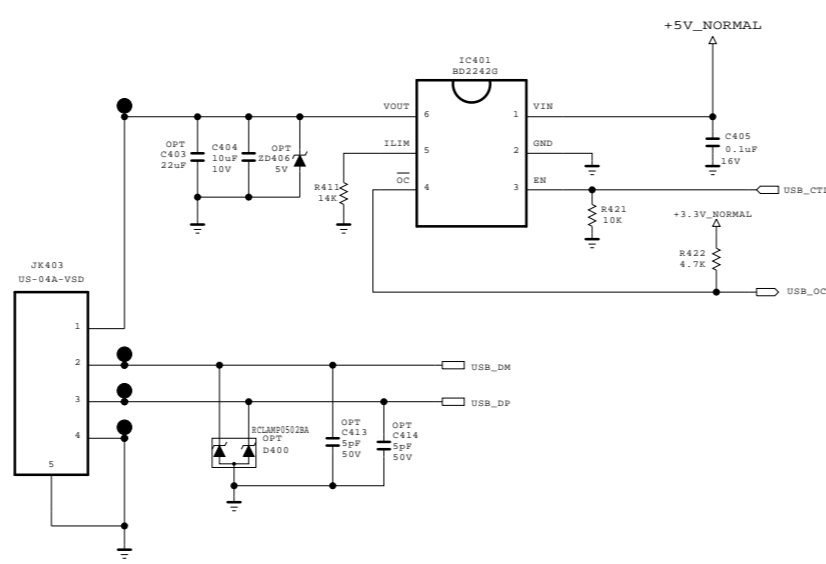 +5V_NORMAL
IC401
BD2242G
VOUT
6
1
VIN
ILIM
5
2
GND
OC
4
3
EN
OPT
C403
22uF
C404
10uF
10V
OPT
ZD406
5V
R411
14K
C405
0.1uF
16V
R421
10K
USB_CTL
+3.3V_NORMAL
R422
4.7K
USB_OC
JK403
US-04A-VSD
1
2
3
4
5
USB_DM
USB_DP
RCLAMP0502BA
OPT
D400
OPT
C413
5pF
50V
OPT
C414
5pF
50V